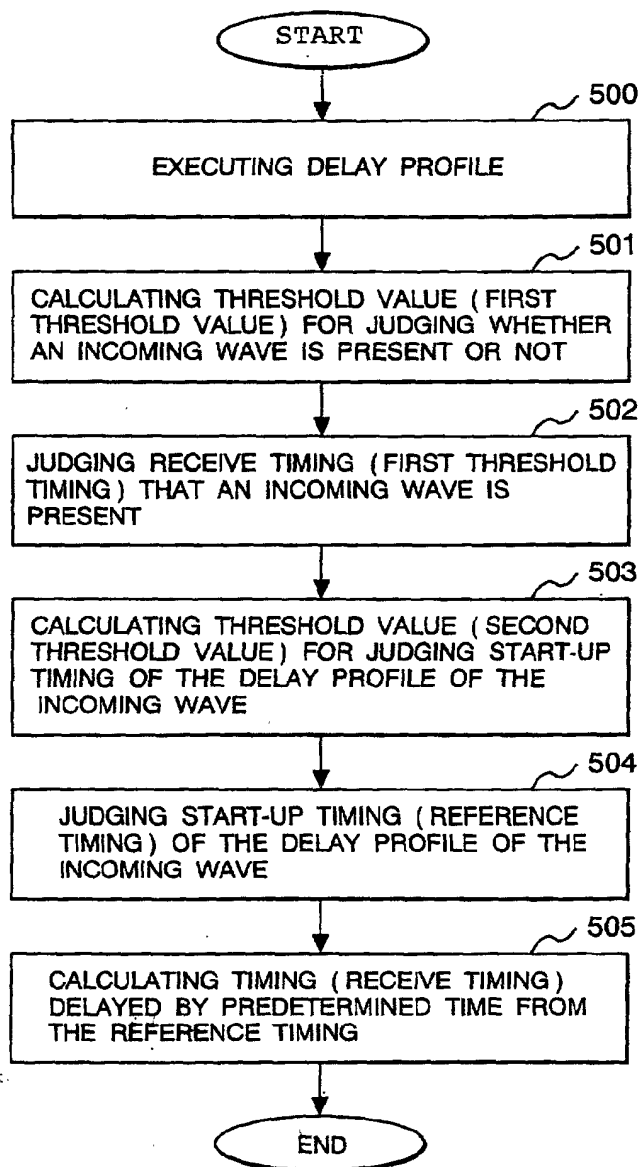 START
500
EXECUTING DELAY PROFILE
501
CALCULATING THRESHOLD VALUE (FIRST
THRESHOLD VALUE) FOR JUDGING WHETHER
AN INCOMING WAVE IS PRESENT OR NOT
502
JUDGING RECEIVE TIMING (FIRST THRESHOLD
TIMING) THAT AN INCOMING WAVE IS
PRESENT
503
CALCULATING THRESHOLD VALUE (SECOND
THRESHOLD VALUE) FOR JUDGING START-UP
TIMING OF THE DELAY PROFILE OF THE
INCOMING WAVE
504
JUDGING START-UP TIMING (REFERENCE
TIMING) OF THE DELAY PROFILE OF THE
INCOMING WAVE
505
CALCULATING TIMING (RECEIVE TIMING)
DELAYED BY PREDETERMINED TIME FROM
THE REFERENCE TIMING
END